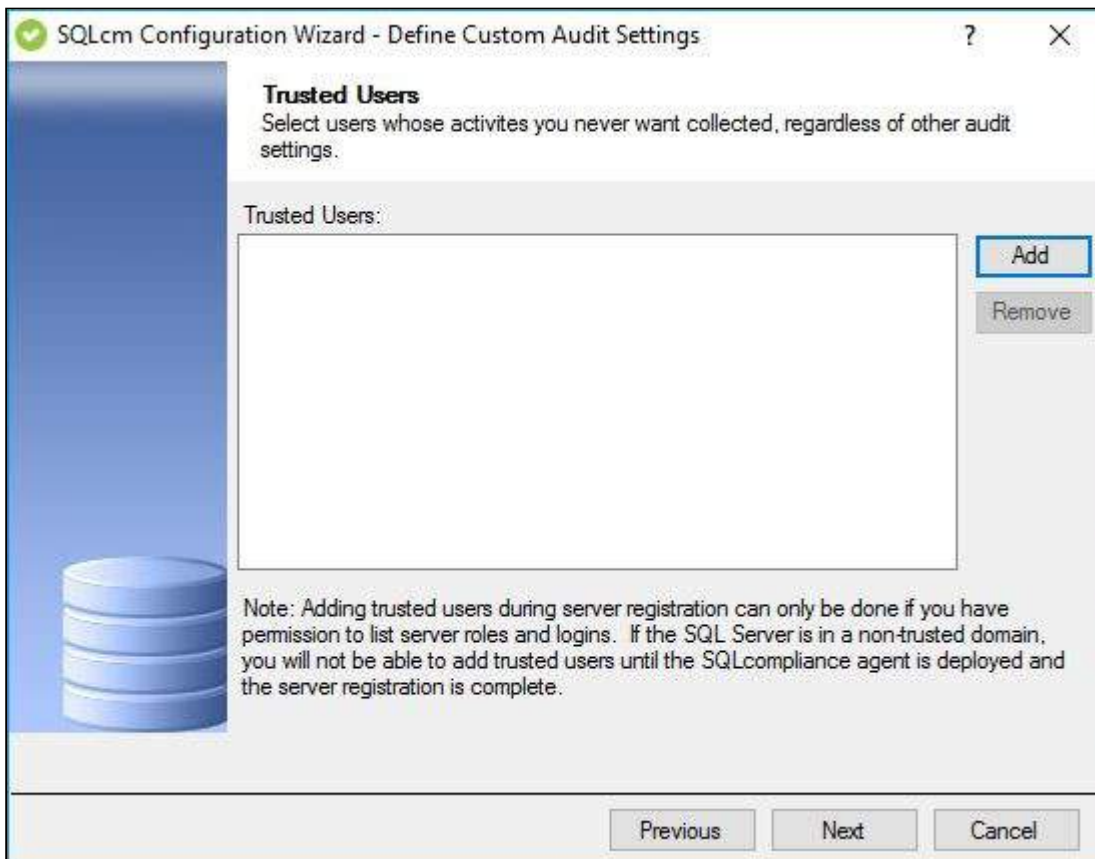 SQLcm Configuration Wizard - Define Custom Audit Settings ? X
Trusted Users
Select users whose activites you never want collected, regardless of other audit
settings.
Trusted Users:
Add
Remove
Note: Adding trusted users during server registration can only be done if you have
permission to list server roles and logins. If the SQL Server is in a non-trusted domain,
you will not be able to add trusted users until the SQLcompliance agent is deployed and
the server registration is complete.
Previous Next Cancel